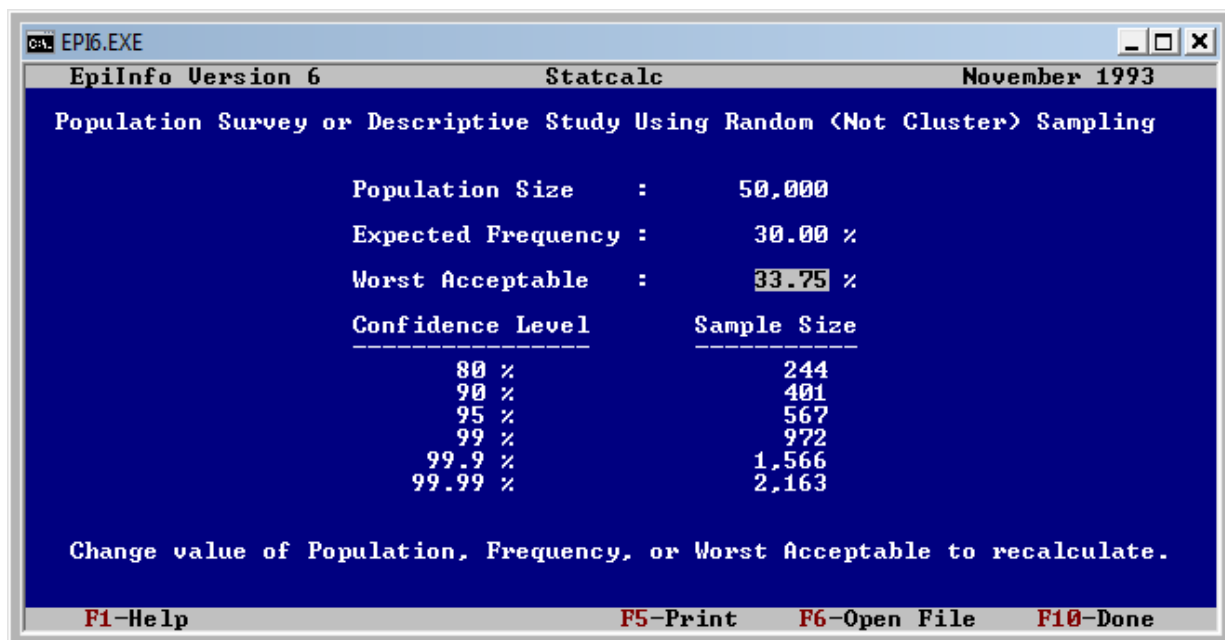 EPI6.EXE
EpiInfo Version 6 Statcalc November 1993
Population Survey or Descriptive Study Using Random (Not Cluster) Sampling
Population Size : 50,000
Expected Frequency : 30.00 %
Worst Acceptable : 33.75 %
Confidence Level Sample Size
80 % 244
90 % 401
95 % 567
99 % 972
99.9 % 1,566
99.99 % 2,163
Change value of Population, Frequency, or Worst Acceptable to recalculate.
F1-Help F5-Print F6-Open File F10-Done